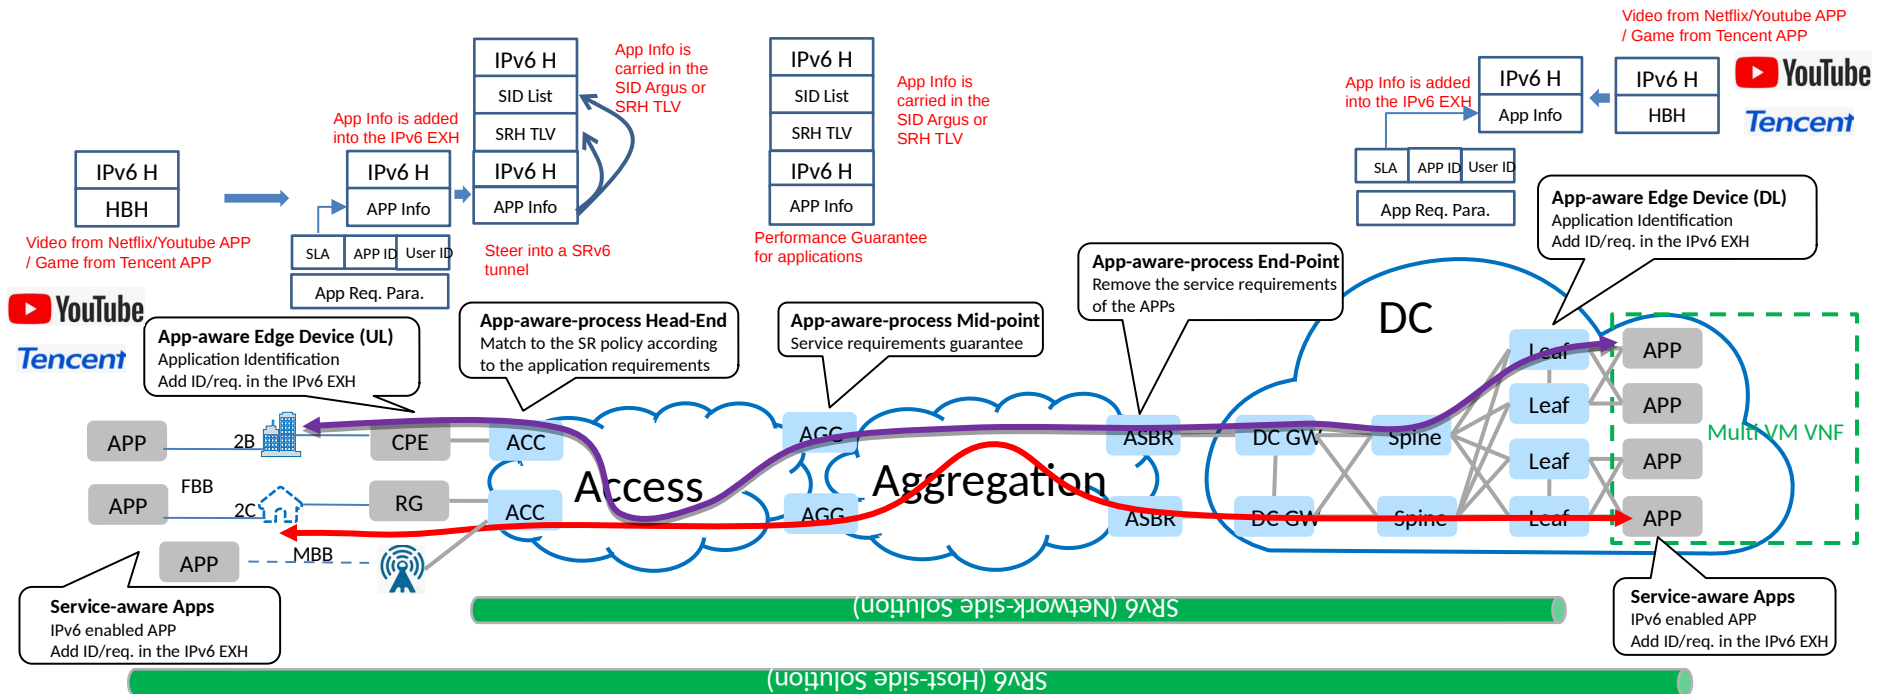 Video from Netflix/Youtube APP
/ Game from Tencent APP
YouTube
Tencent
IPv6 H
HBH
App Info is added
into the IPv6 EXH
IPv6 H
App Info
SLA
APP ID
User ID
App Req. Para.
IPv6 H
SID List
SRH TLV
IPv6 H
APP Info
App Info is
carried in the
SID Argus or
SRH TLV
Performance Guarantee
for applications
IPv6 H
SID List
SRH TLV
IPv6 H
APP Info
App Info is
carried in the
SID Argus or
SRH TLV
Steer into a SRv6
tunnel
App Info is added
into the IPv6 EXH
IPv6 H
APP Info
SLA
APP ID
User ID
App Req. Para.
IPv6 H
HBH
Video from Netflix/Youtube APP
/ Game from Tencent APP
YouTube
Tencent
App-aware Edge Device (UL)
Application Identification
Add ID/req. in the IPv6 EXH
App-aware-process Head-End
Match to the SR policy according
to the application requirements
App-aware-process Mid-point
Service requirements guarantee
App-aware-process End-Point
Remove the service requirements
of the APPs
App-aware Edge Device (DL)
Application Identification
Add ID/req. in the IPv6 EXH
DC
Access
Aggregation
APP
2B
CPE
ACC
AGG
ASBR
DC GW
Spine
Leaf
APP
Leaf
APP
Multi VM VNF
Leaf
APP
APP
FBB
2C
RG
ACC
AGG
ASBR
DC GW
Spine
Leaf
APP
APP
MBB
Service-aware Apps
IPv6 enabled APP
Add ID/req. in the IPv6 EXH
Service-aware Apps
IPv6 enabled APP
Add ID/req. in the IPv6 EXH
SRv6 (Network-side Solution)
SRv6 (Host-side Solution)